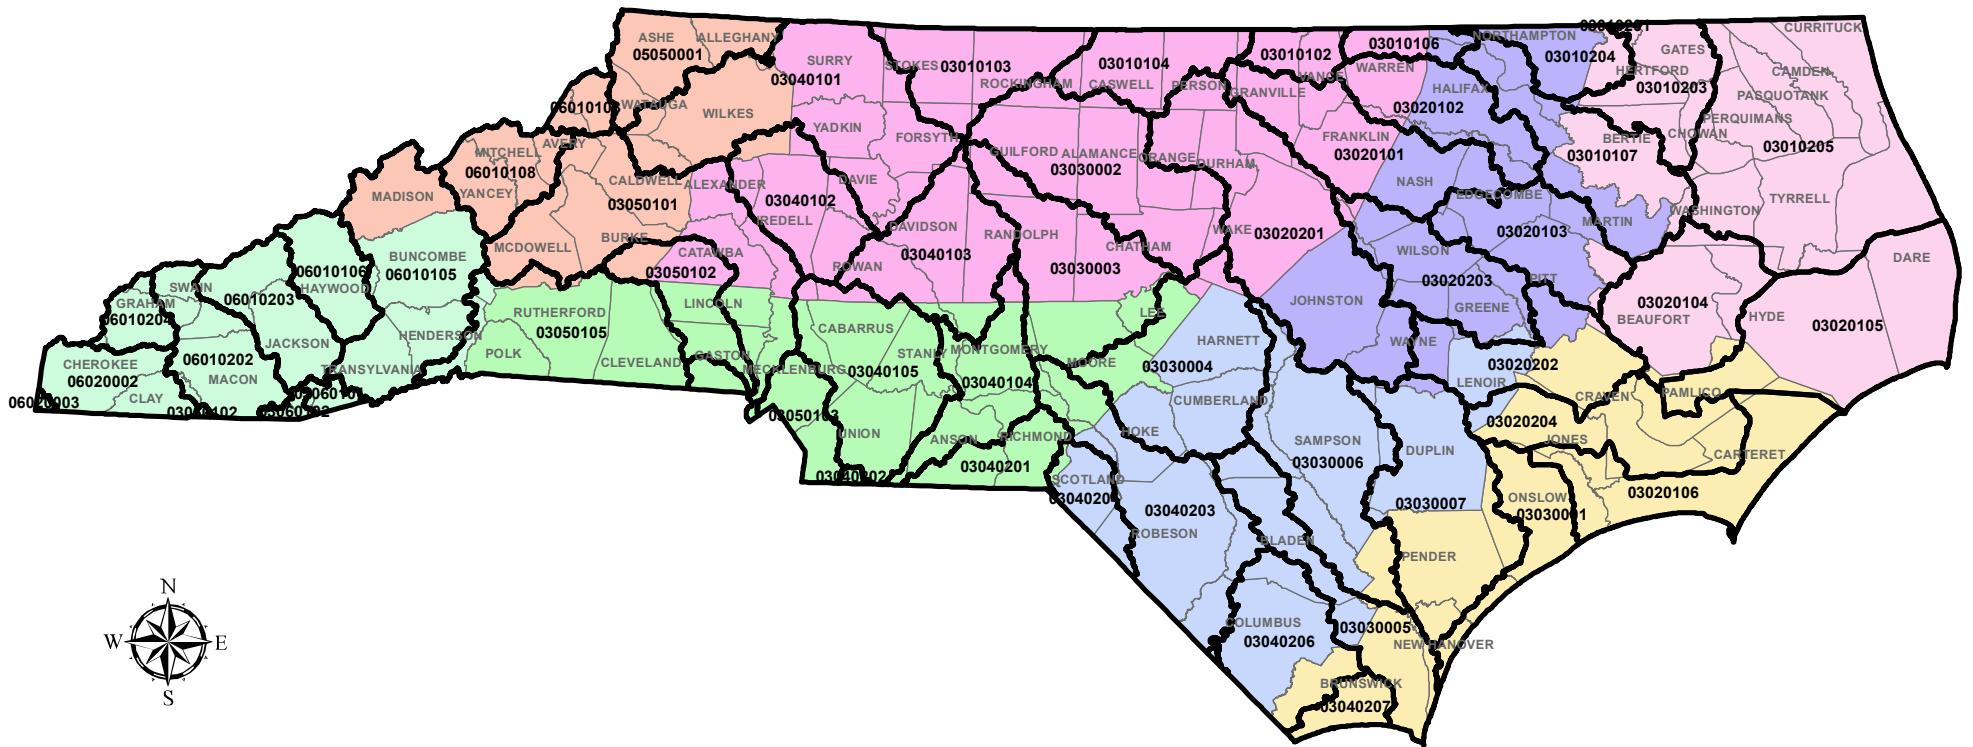 ASHE
ALLEGHANY
05050001
SURRY
03040101
STOKES
03010103
ROCKINGHAM
03010104
CASWELL
PERSON
03010102
GRANVILLE
VANCE
03010106
WARREN
NORTHAMPTON
03010204
GATES
HERTFORD
03010203
CURRITUCK
CAMDEN
PASQUOTANK
PERQUIMANS
CHOWAN
03010205
WATAUGA
WILKES
YADKIN
FORSYTH
GUILFORD
ALAMANCE
03030002
ORANGE
DURHAM
FRANKLIN
03020101
03020102
HALIFAX
BERTIE
03010107
AVERY
MITCHELL
06010108
YANCEY
MADISON
CALDWELL
03050101
ALEXANDER
03040102
IREDELL
DAVIE
DAVIDSON
03040103
RANDOLPH
CHATHAM
03030003
WAKE
03020201
NASH
EDGECOMBE
MARTIN
03020103
WASHINGTON
TYRRELL
DARE
MCDOWELL
BURKE
CATAWBA
03050102
ROWAN
WILSON
03020203
PITT
GREENE
BUNCOMBE
06010105
06010106
HAYWOOD
SWAIN
06010203
GRAHAM
06010204
JACKSON
06010202
MACON
HENDERSON
TRANSYLVANIA
CHEROKEE
06020002
CLAY
06020003
RUTHERFORD
03050105
POLK
CLEVELAND
LINCOLN
GASTON
MECKLENBURG
CABARRUS
STANLY
03040105
MONTGOMERY
03040104
MOORE
LEE
HARNETT
03030004
JOHNSTON
WAYNE
LENOIR
03020202
BEAUFORT
03020104
HYDE
03020105
03050103
UNION
ANSON
RICHMOND
03040201
HOKE
CUMBERLAND
SAMPSON
03030006
DUPLIN
03030007
CRAVEN
PAMLICO
03020204
JONES
CARTERET
03020106
ONSLOW
03030001
SCOTLAND
03040203
ROBESON
BLADEN
PENDER
COLUMBUS
03040206
03030005
NEW HANOVER
BRUNSWICK
03040207
N
W
E
S